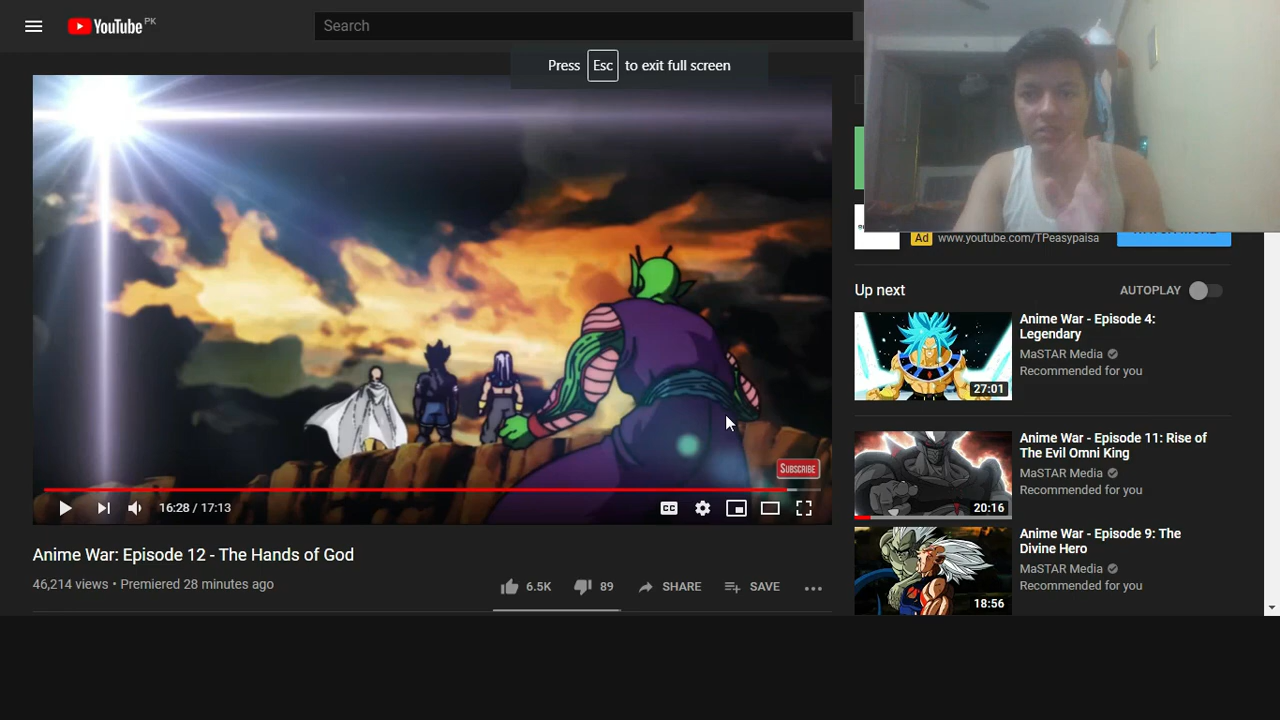 YouTube PK
Search
Press Esc to exit full screen
Ad www.youtube.com/TPeasypaisa
Up next
AUTOPLAY
Anime War - Episode 4:
Legendary
MaSTAR Media
Recommended for you
27:01
Anime War - Episode 11: Rise of
The Evil Omni King
MaSTAR Media
Recommended for you
20:16
Anime War - Episode 9: The
Divine Hero
MaSTAR Media
Recommended for you
18:56
SUBSCRIBE
16:28 / 17:13
CC
Anime War: Episode 12 - The Hands of God
46,214 views • Premiered 28 minutes ago
6.5K
89
SHARE
SAVE